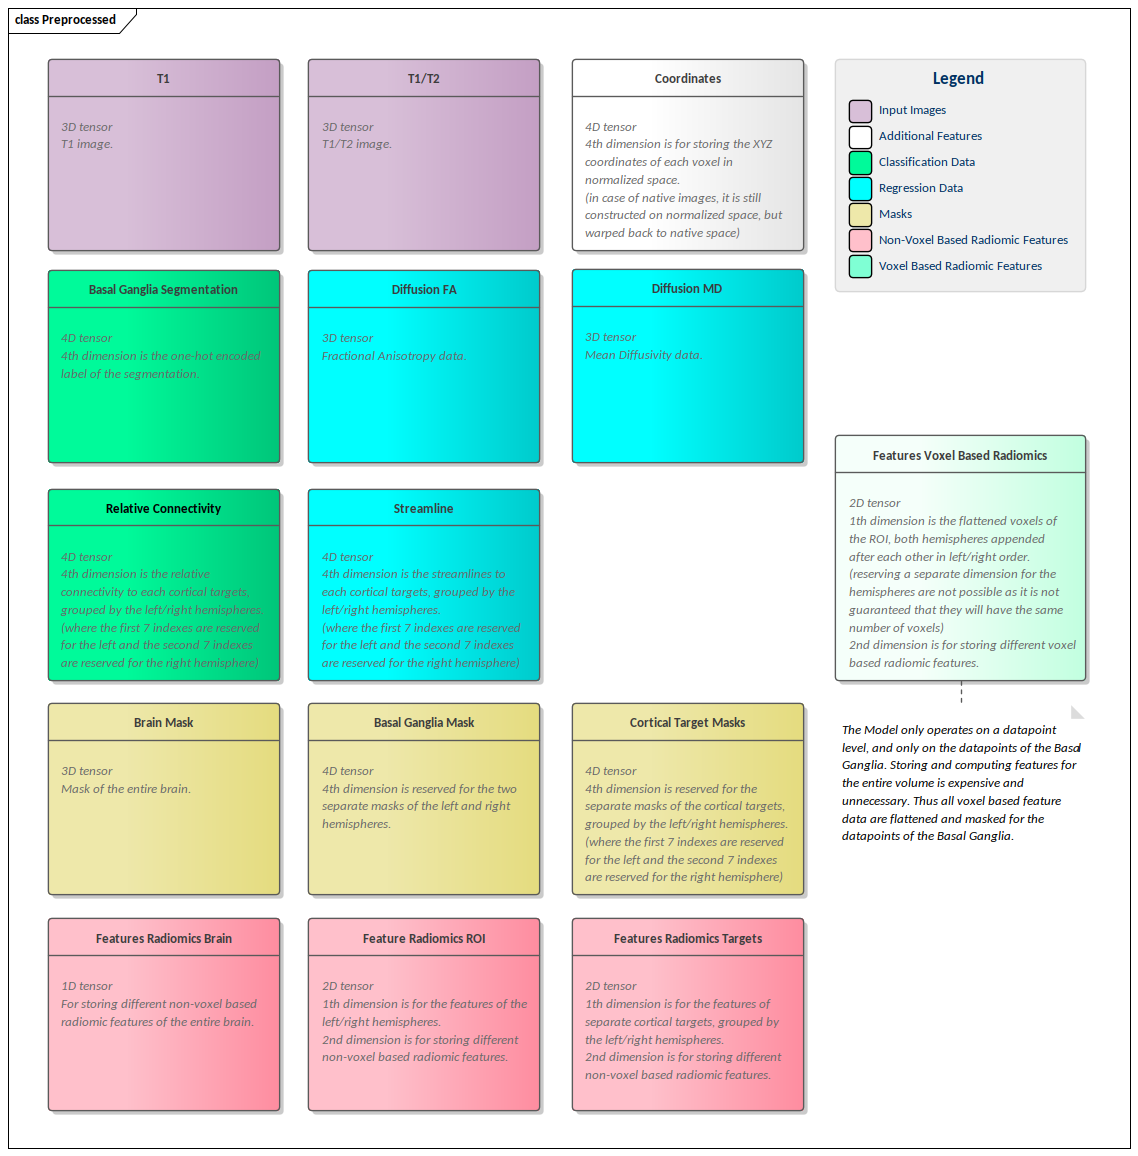 class Preprocessed
T1
3D tensor
T1 image.
T1/T2
3D tensor
T1/T2 image.
Coordinates
4D tensor
4th dimension is for storing the XYZ
coordinates of each voxel in
normalized space.
(in case of native images, it is still
constructed on normalized space, but
warped back to native space)
Legend
Input Images
Additional Features
Classification Data
Regression Data
Masks
Non-Voxel Based Radiomic Features
Voxel Based Radiomic Features
Basal Ganglia Segmentation
4D tensor
4th dimension is the one-hot encoded
label of the segmentation.
Diffusion FA
3D tensor
Fractional Anisotropy data.
Diffusion MD
3D tensor
Mean Diffusivity data.
Relative Connectivity
4D tensor
4th dimension is the relative
connectivity to each cortical targets,
grouped by the left/right hemispheres.
(where the first 7 indexes are reserved
for the left and the second 7 indexes
are reserved for the right hemisphere)
Streamline
4D tensor
4th dimension is the streamlines to
each cortical targets, grouped by the
left/right hemispheres.
(where the first 7 indexes are reserved
for the left and the second 7 indexes
are reserved for the right hemisphere)
Features Voxel Based Radiomics
2D tensor
1th dimension is the flattened voxels of
the ROI, both hemispheres appended
after each other in left/right order.
(reserving a separate dimension for the
hemispheres are not possible as it is not
guaranteed that they will have the same
number of voxels)
2nd dimension is for storing different voxel
based radiomic features.
The Model only operates on a datapoint
level, and only on the datapoints of the Basal
Ganglia. Storing and computing features for
the entire volume is expensive and
unnecessary. Thus all voxel based feature
data are flattened and masked for the
datapoints of the Basal Ganglia.
Brain Mask
3D tensor
Mask of the entire brain.
Basal Ganglia Mask
4D tensor
4th dimension is reserved for the two
separate masks of the left and right
hemispheres.
Cortical Target Masks
4D tensor
4th dimension is reserved for the
separate masks of the cortical targets,
grouped by the left/right hemispheres.
(where the first 7 indexes are reserved
for the left and the second 7 indexes
are reserved for the right hemisphere)
Features Radiomics Brain
1D tensor
For storing different non-voxel based
radiomic features of the entire brain.
Feature Radiomics ROI
2D tensor
1th dimension is for the features of the
left/right hemispheres.
2nd dimension is for storing different
non-voxel based radiomic features.
Features Radiomics Targets
2D tensor
1th dimension is for the features of
separate cortical targets, grouped by
the left/right hemispheres.
2nd dimension is for storing different
non-voxel based radiomic features.